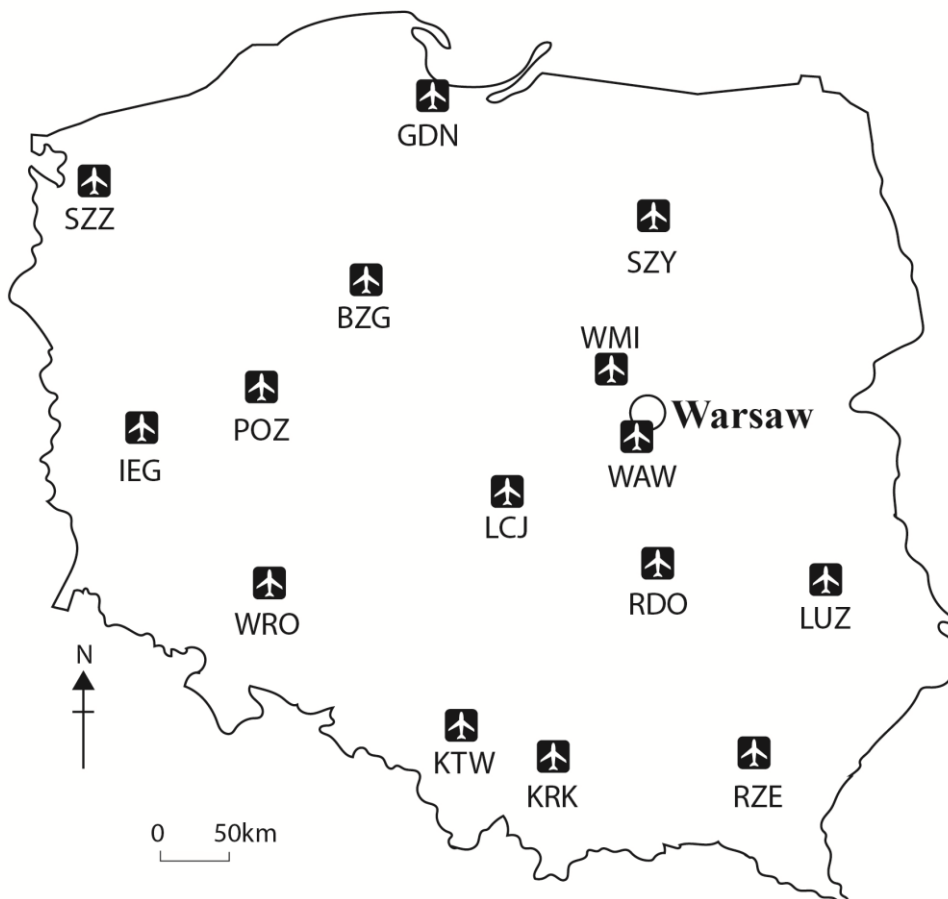 GDN
SZZ
SZY
BZG
WMI
Warsaw
POZ
IEG
WAW
LCJ
RDO
LUZ
WRO
N
KTW
KRK
RZE
0 50km